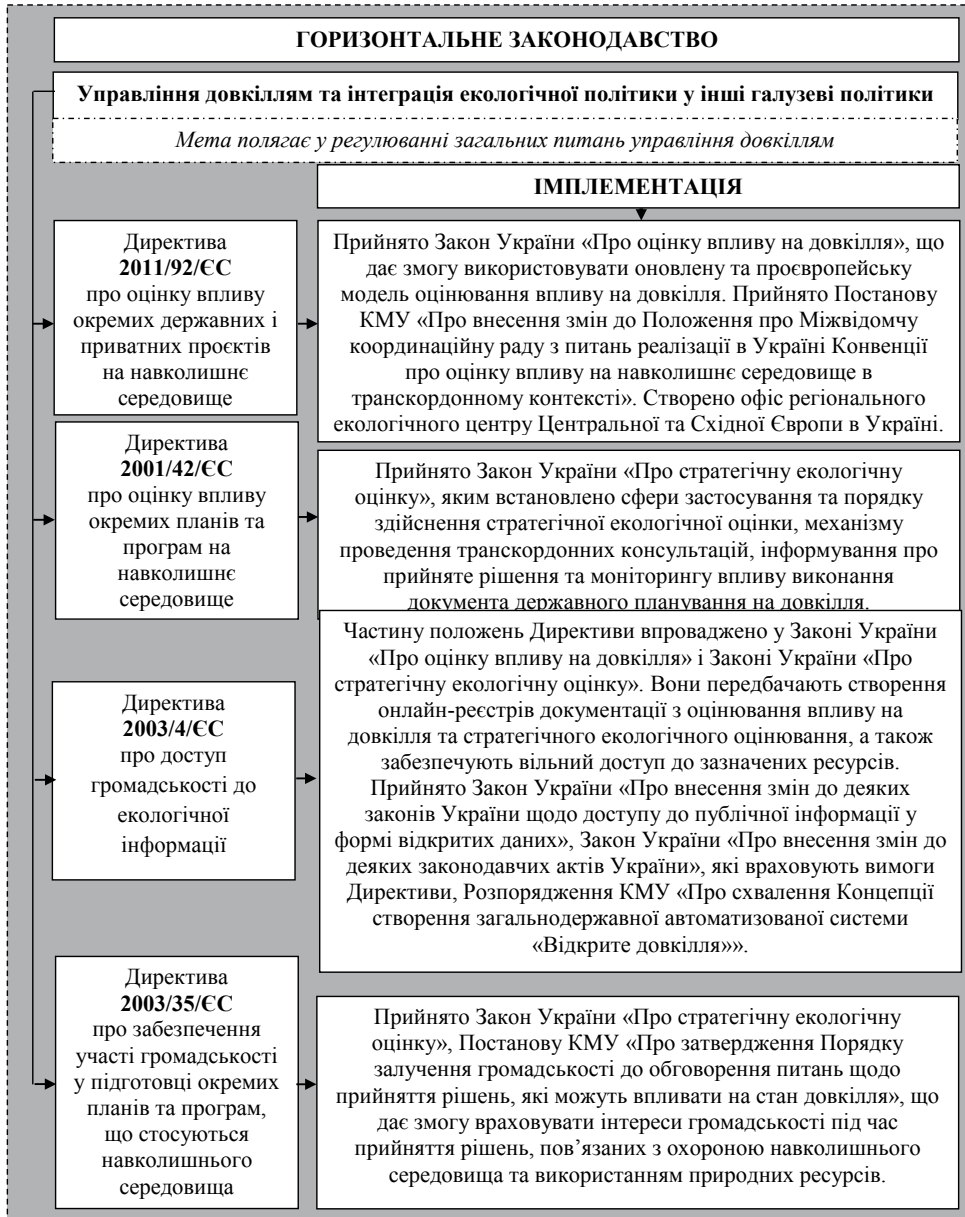 ГОРИЗОНТАЛЬНЕ ЗАКОНОДАВСТВО
Управління довкіллям та інтеграція екологічної політики у інші галузеві політики
Мета полягає у регулюванні загальних питань управління довкіллям
ІМПЛЕМЕНТАЦІЯ
Директива
2011/92/ЄС
про оцінку впливу
окремих державних і
приватних проєктів
на навколишнє
середовище
Прийнято Закон України «Про оцінку впливу на довкілля», що
дає змогу використовувати оновлену та проєвропейську
модель оцінювання впливу на довкілля. Прийнято Постанову
КМУ «Про внесення змін до Положення про Міжвідомчу
координаційну раду з питань реалізації в Україні Конвенції
про оцінку впливу на навколишнє середовище в
транскордонному контексті». Створено офіс регіонального
екологічного центру Центральної та Східної Європи в Україні.
Директива
2001/42/ЄС
про оцінку впливу
окремих планів та
програм на
навколишнє
середовище
Прийнято Закон України «Про стратегічну екологічну
оцінку», яким встановлено сфери застосування та порядку
здійснення стратегічної екологічної оцінки, механізму
проведення транскордонних консультацій, інформування про
прийняте рішення та моніторингу впливу виконання
документа державного планування на довкілля.
Директива
2003/4/ЄС
про доступ
громадськості до
екологічної
інформації
Частину положень Директиви впроваджено у Законі України
«Про оцінку впливу на довкілля» і Законі України «Про
стратегічну екологічну оцінку». Вони передбачають створення
онлайн-реєстрів документації з оцінювання впливу на
довкілля та стратегічного екологічного оцінювання, а також
забезпечують вільний доступ до зазначених ресурсів.
Прийнято Закон України «Про внесення змін до деяких
законів України щодо доступу до публічної інформації у
формі відкритих даних», Закон України «Про внесення змін до
деяких законодавчих актів України», які враховують вимоги
Директиви, Розпорядження КМУ «Про схвалення Концепції
створення загальнодержавної автоматизованої системи
«Відкрите довкілля»».
Директива
2003/35/ЄС
про забезпечення
участі громадськості
у підготовці окремих
планів та програм,
що стосуються
навколишнього
середовища
Прийнято Закон України «Про стратегічну екологічну
оцінку», Постанову КМУ «Про затвердження Порядку
залучення громадськості до обговорення питань щодо
прийняття рішень, які можуть впливати на стан довкілля», що
дає змогу враховувати інтереси громадськості під час
прийняття рішень, пов’язаних з охороною навколишнього
середовища та використанням природних ресурсів.